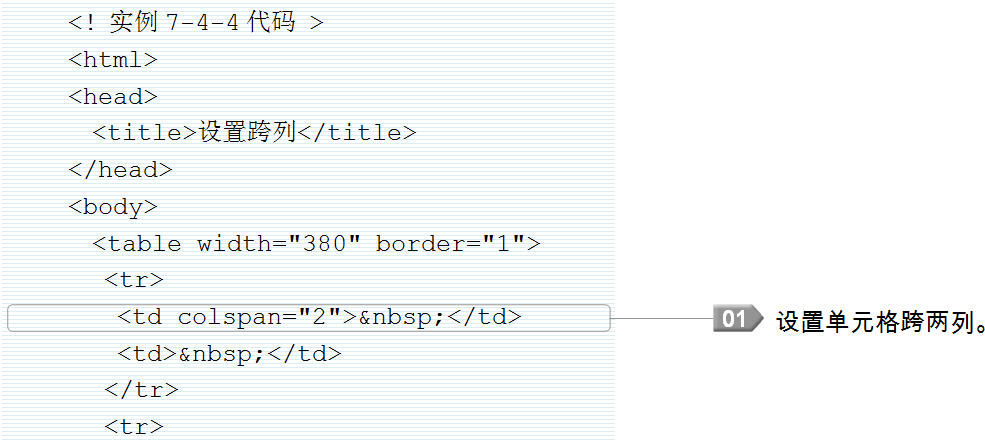 <! 实例 7-4-4 代码 >
<html>
<head>
<title>设置跨列</title>
</head>
<body>
<table width="380" border="1">
<tr>
<td colspan="2">&nbsp;</td>
01 设置单元格跨两列。
<td>&nbsp;</td>
</tr>
<tr>